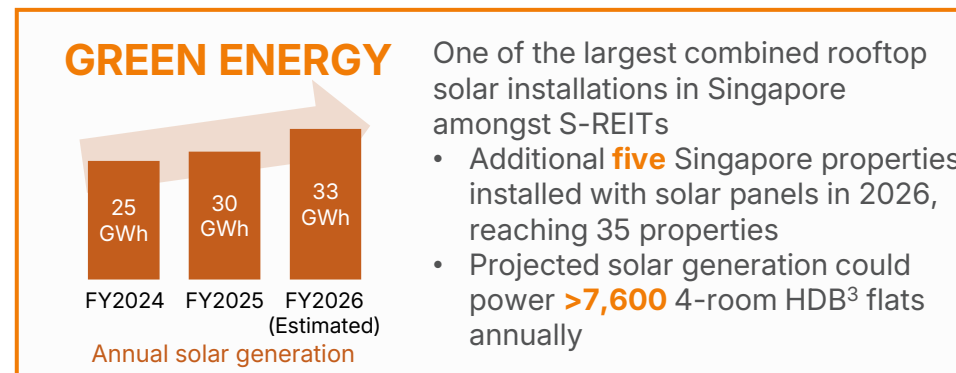 GREEN ENERGY
25
GWh
30
GWh
33
GWh
FY2024
FY2025
FY2026
(Estimated)
Annual solar generation
One of the largest combined rooftop
solar installations in Singapore
amongst S-REITs
• Additional five Singapore properties
installed with solar panels in 2026,
reaching 35 properties
• Projected solar generation could
power >7,600 4-room HDB³ flats
annually